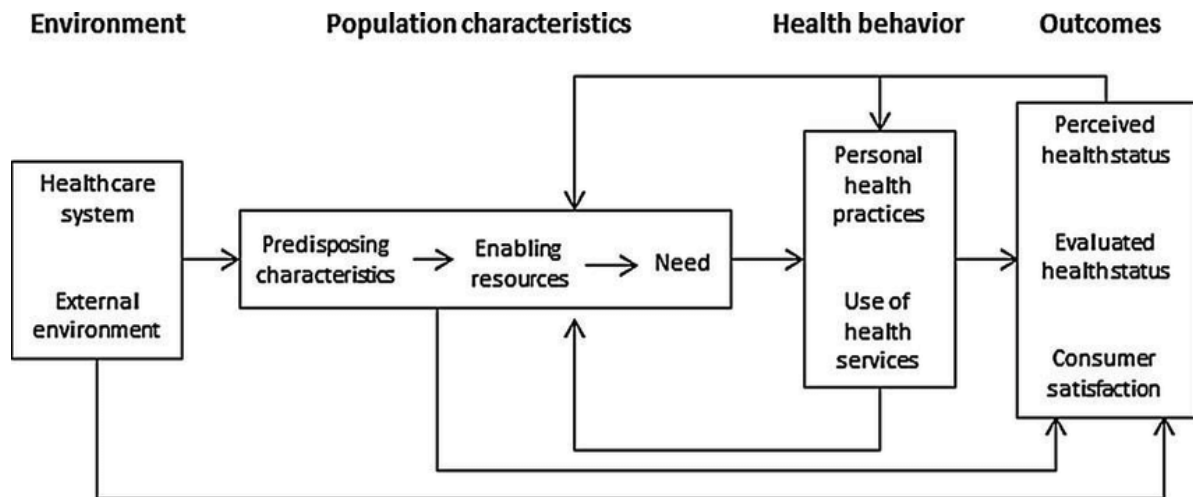 Environment
Population characteristics
Health behavior
Outcomes
Healthcare
system
External
environment
Predisposing
characteristics
Enabling
resources
Need
Personal
health
practices
Use of
health
services
Perceived
health status
Evaluated
health status
Consumer
satisfaction